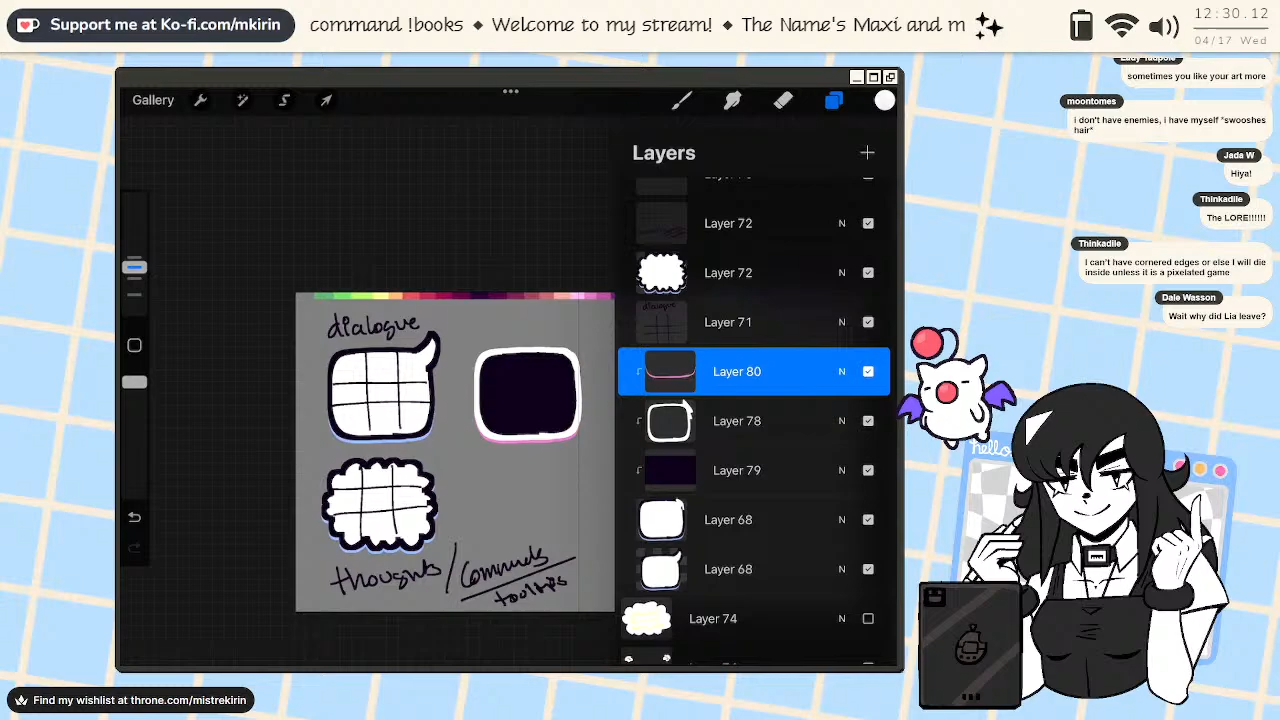 Support me at Ko-fi.com/mkirin
command !books ◆ Welcome to my stream! ◆ The Name's Maxi and m
12:30.12
04/17 Wed
Gallery
Layers
Layer 72
Layer 72
Layer 71
Layer 80
Layer 78
Layer 79
Layer 68
Layer 68
Layer 74
N
N
N
N
N
N
N
N
N
dialogue
thoughts / Commands
tooltips
sometimes you like your art more
moontomes
i don't have enemies, i have myself *swooshes
hair*
Jada W
Hiya!
Thinkadile
The LORE!!!!!!
Thinkadile
I can't have cornered edges or else I will die
inside unless it is a pixelated game
Dale Wasson
Wait why did Lia leave?
hello
Find my wishlist at throne.com/mistrekirin